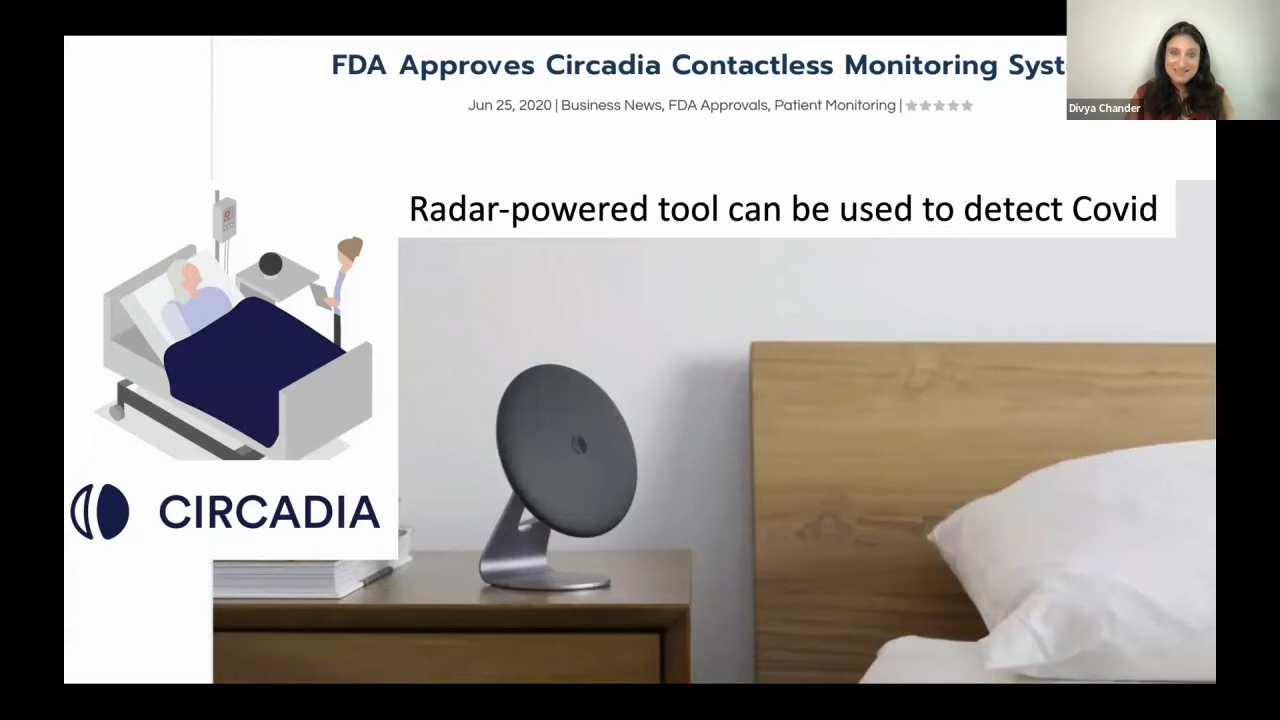 FDA Approves Circadia Contactless Monitoring Syst
Jun 25, 2020 | Business News, FDA Approvals, Patient Monitoring |
Divya Chander
Radar-powered tool can be used to detect Covid
CIRCADIA